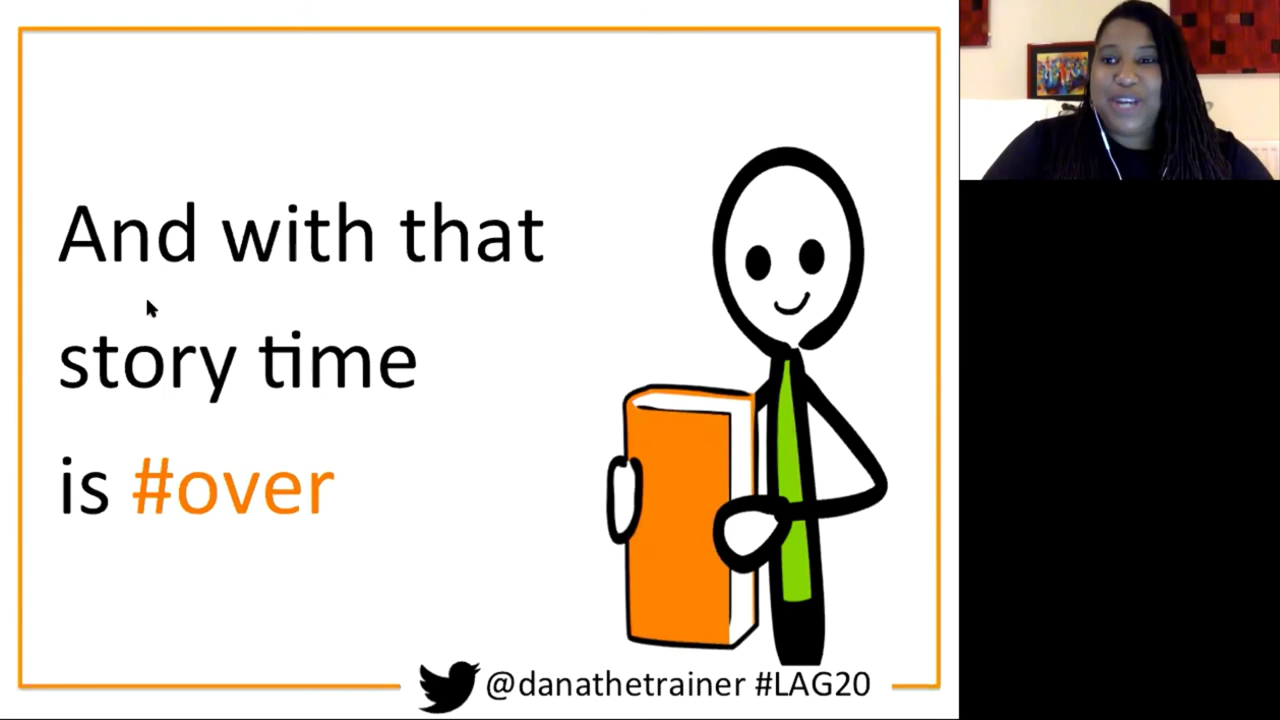 And with that
story time
is #over
@danathetrainer #LAG20